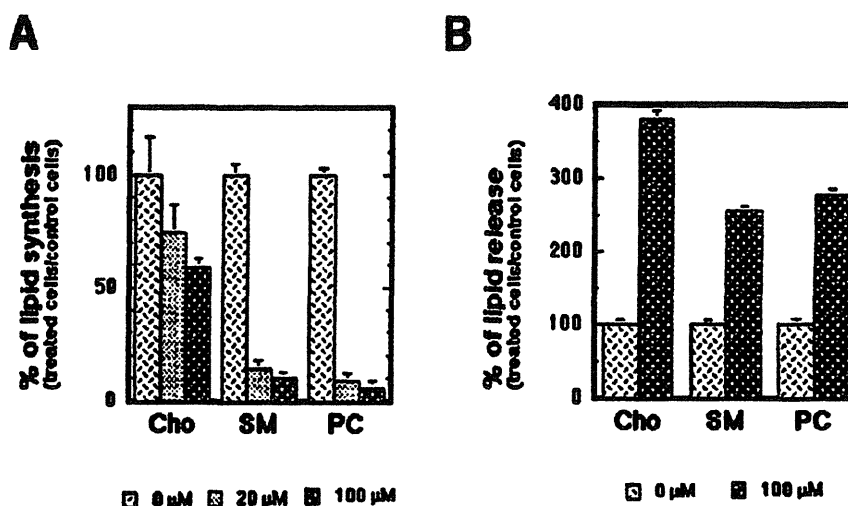 A
B
% of lipid synthesis
(treated cells/control cells)
100
50
0
Cho SM PC
0 µM 20 µM 100 µM
% of lipid release
(treated cells/control cells)
400
300
200
100
0
Cho SM PC
0 µM 100 µM